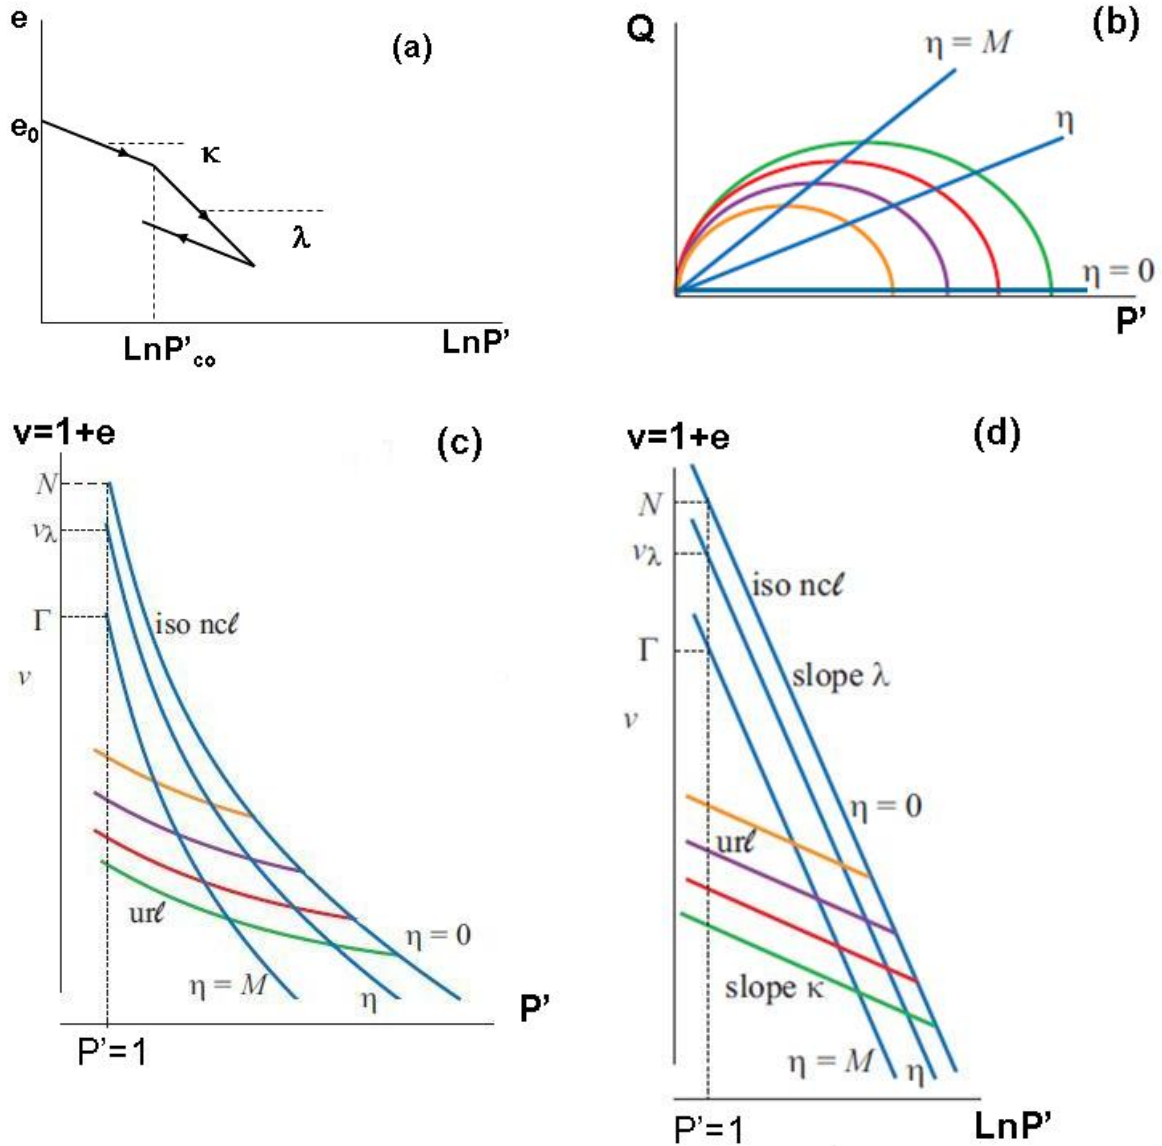 e
(a)
e₀
κ
λ
LnP'co
LnP'
Q
(b)
η = M
η
η = 0
P'
v=1+e
(c)
N
vλ
Γ
iso ncℓ
v
urℓ
η = 0
η = M
η
P'
P'=1
v=1+e
(d)
N
vλ
iso ncℓ
Γ
slope λ
v
η = 0
urℓ
slope κ
η = M
η
P'=1
LnP'